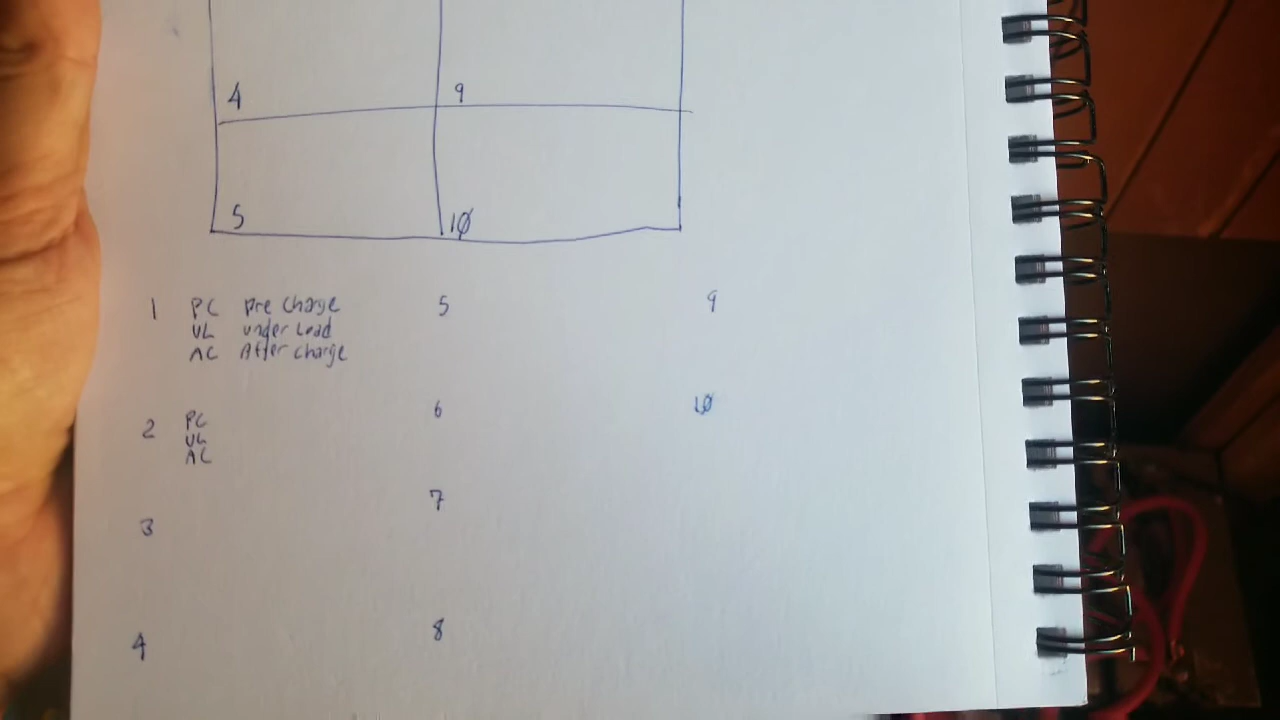 4 9
5 10
1 PC Pre Charge 5 9
UL under Load
AC After charge
2 PC 6 10
UL
AC
7
3
4 8